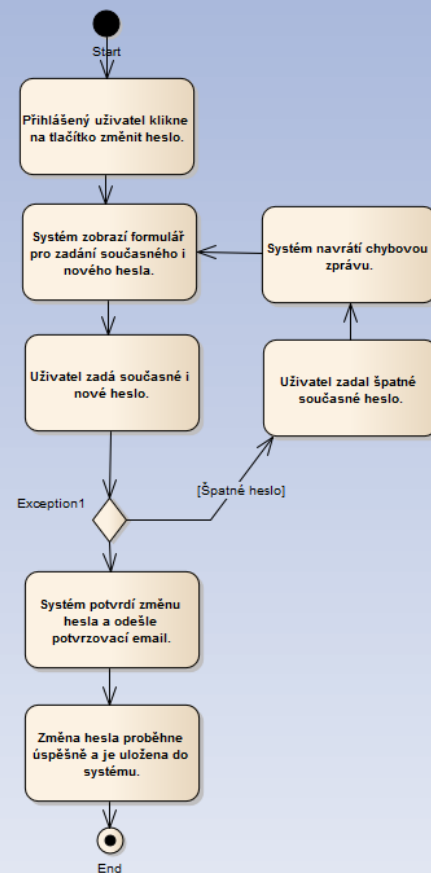 Start
Přihlášený uživatel klikne
na tlačítko změnit heslo.
Systém zobrazí formulář
pro zadání současného i
nového hesla.
Systém navrátí chybovou
zprávu.
Uživatel zadá současné i
nové heslo.
Uživatel zadal špatné
současné heslo.
[Špatné heslo]
Exception1
Systém potvrdí změnu
hesla a odešle
potvrzovací email.
Změna hesla proběhne
úspěšně a je uložena do
systému.
End